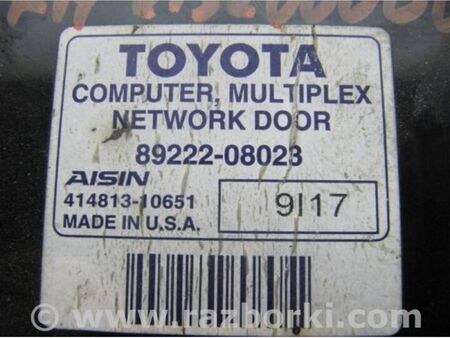 TOYOTA
COMPUTER, MULTIPLEX
NETWORK DOOR
89222-08023
AISIN
414813-10651
MADE IN U.S.A.
9I17
© www.razborki.com